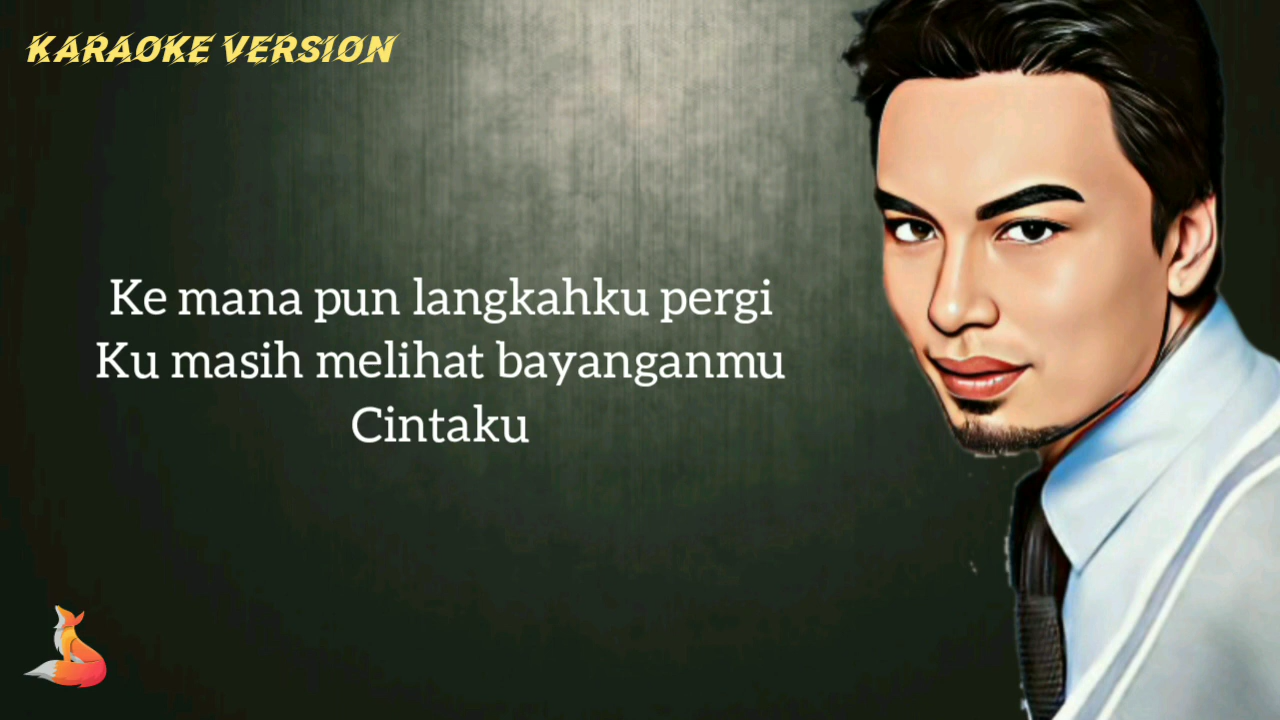 KARAOKE VERSION
Ke mana pun langkahku pergi
Ku masih melihat bayanganmu
Cintaku